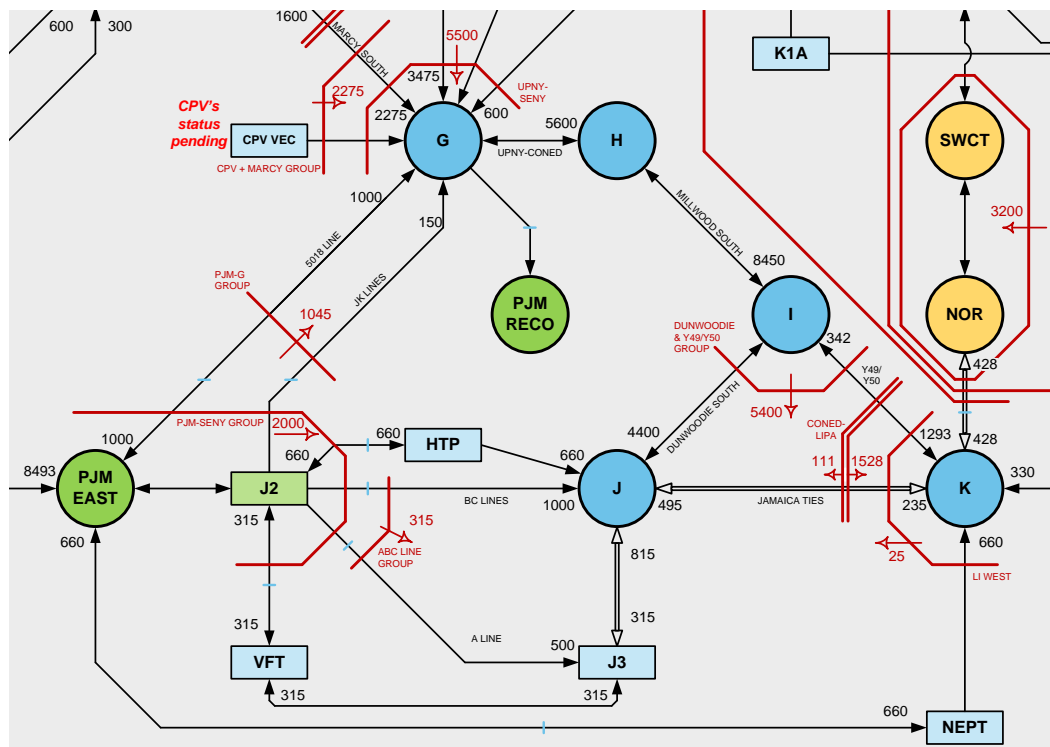 600
300
1600
MARCY SOUTH
5500
K1A
3475
2275
UPNY-
SENY
CPV's
status
pending
2275
600
5600
CPV VEC
G
H
SWCT
UPNY-CONED
CPV + MARCY GROUP
1000
150
MILLWOOD SOUTH
3200
5018 LINE
JK LINES
8450
PJM-G
GROUP
1045
PJM
RECO
I
NOR
DUNWOODIE
& Y49/Y50
GROUP
342
428
Y49/
Y50
5400
DUNWOODIE SOUTH
PJM-SENY GROUP
2000
660
HTP
CONED-
LIPA
4400
1293
428
1000
660
660
111
1528
8493
PJM
EAST
J2
BC LINES
J
JAMAICA TIES
K
330
1000
495
235
315
660
315
ABC LINE
GROUP
815
25
660
LI WEST
315
315
A LINE
500
VFT
J3
315
315
660
NEPT